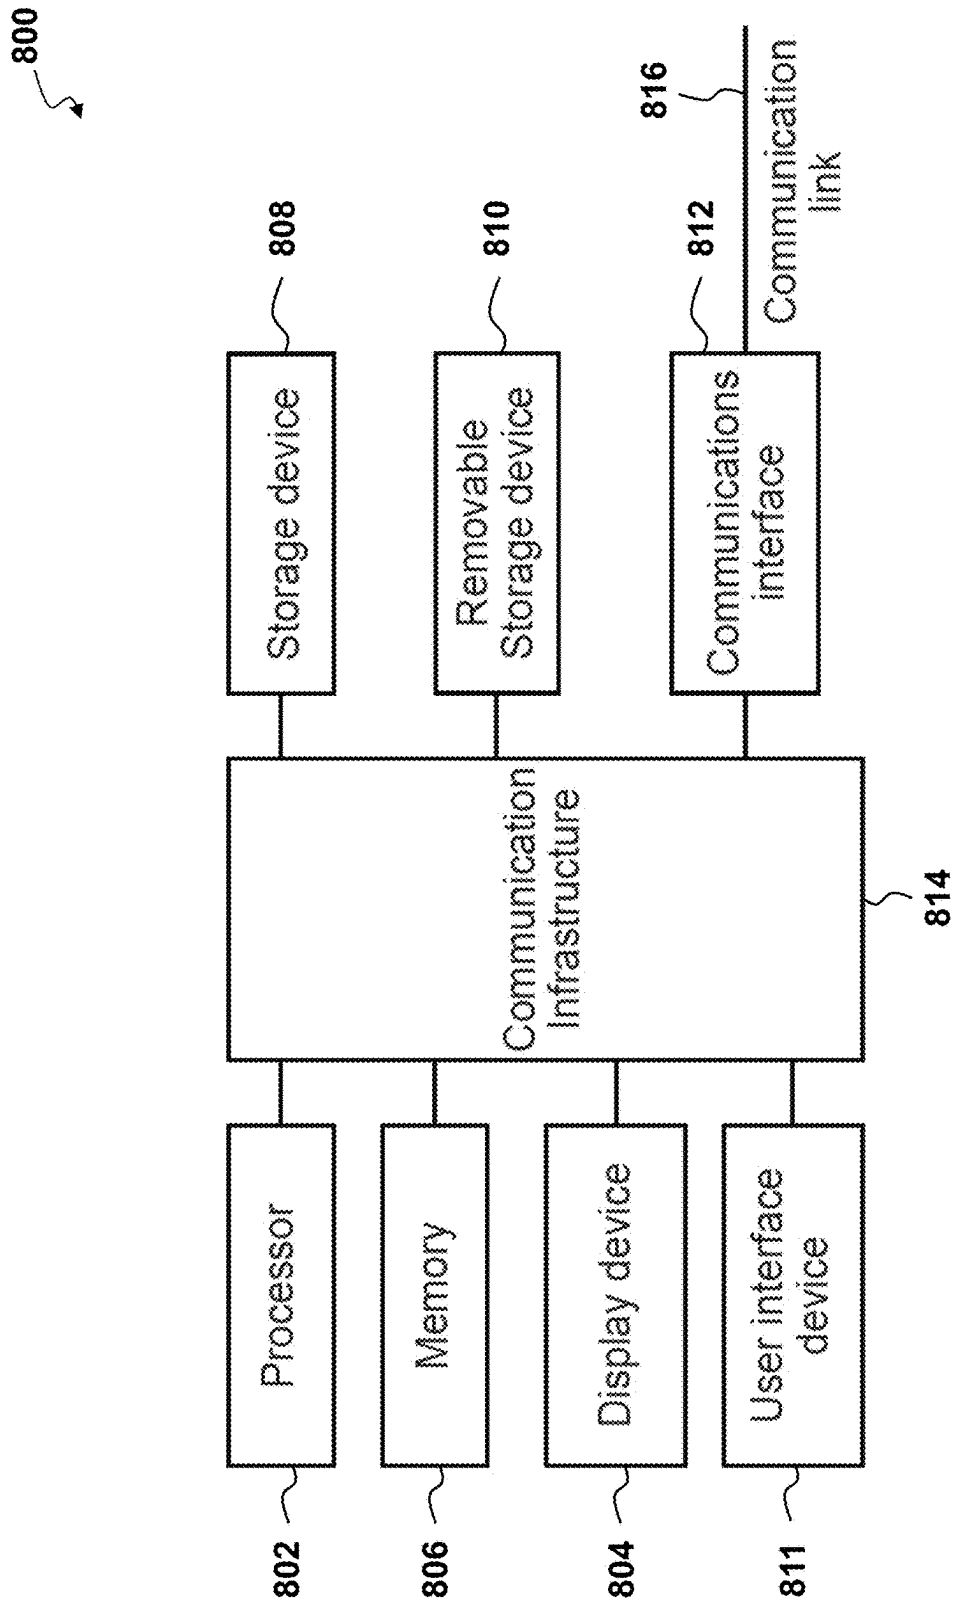 800
802
Processor
806
Memory
804
Display device
811
User interface
device
Communication
Infrastructure
814
Storage device
808
Removable
Storage device
810
Communications
interface
812
816
Communication
link